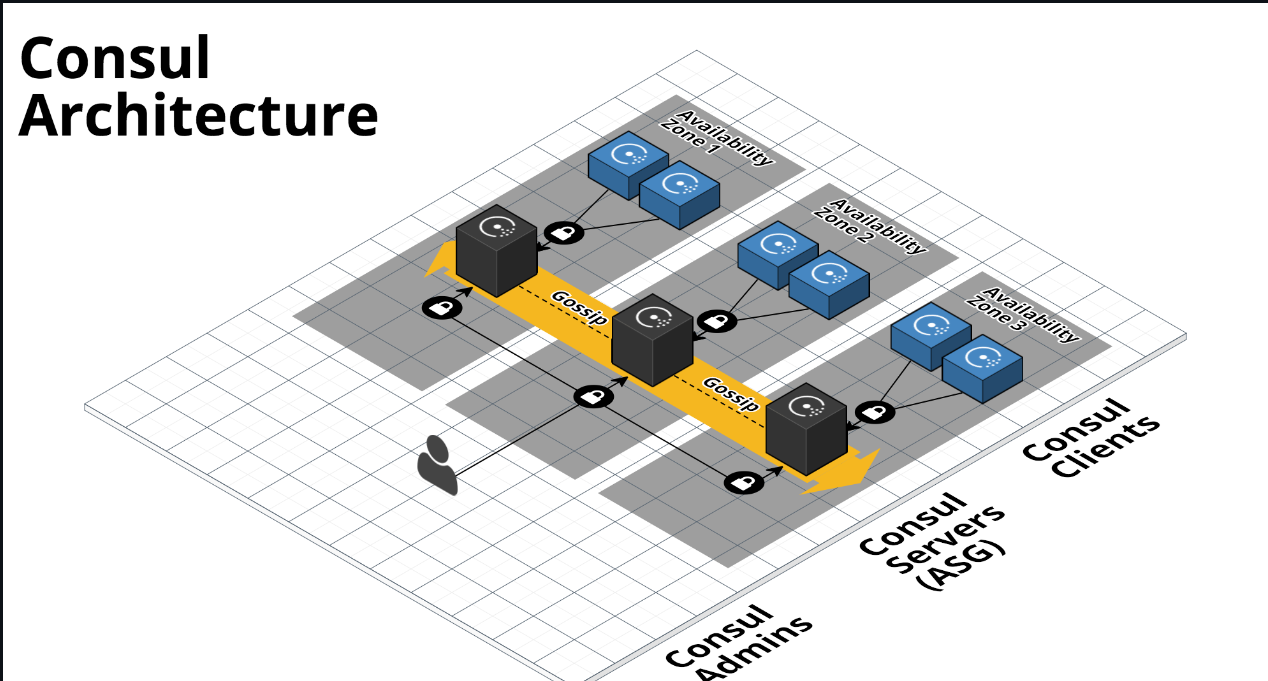 Consul
Architecture
Availability
Zone 1
Availability
Zone 2
Availability
Zone 3
Gossip
Gossip
Consul
Clients
Consul
Servers
(ASG)
Consul
Admins